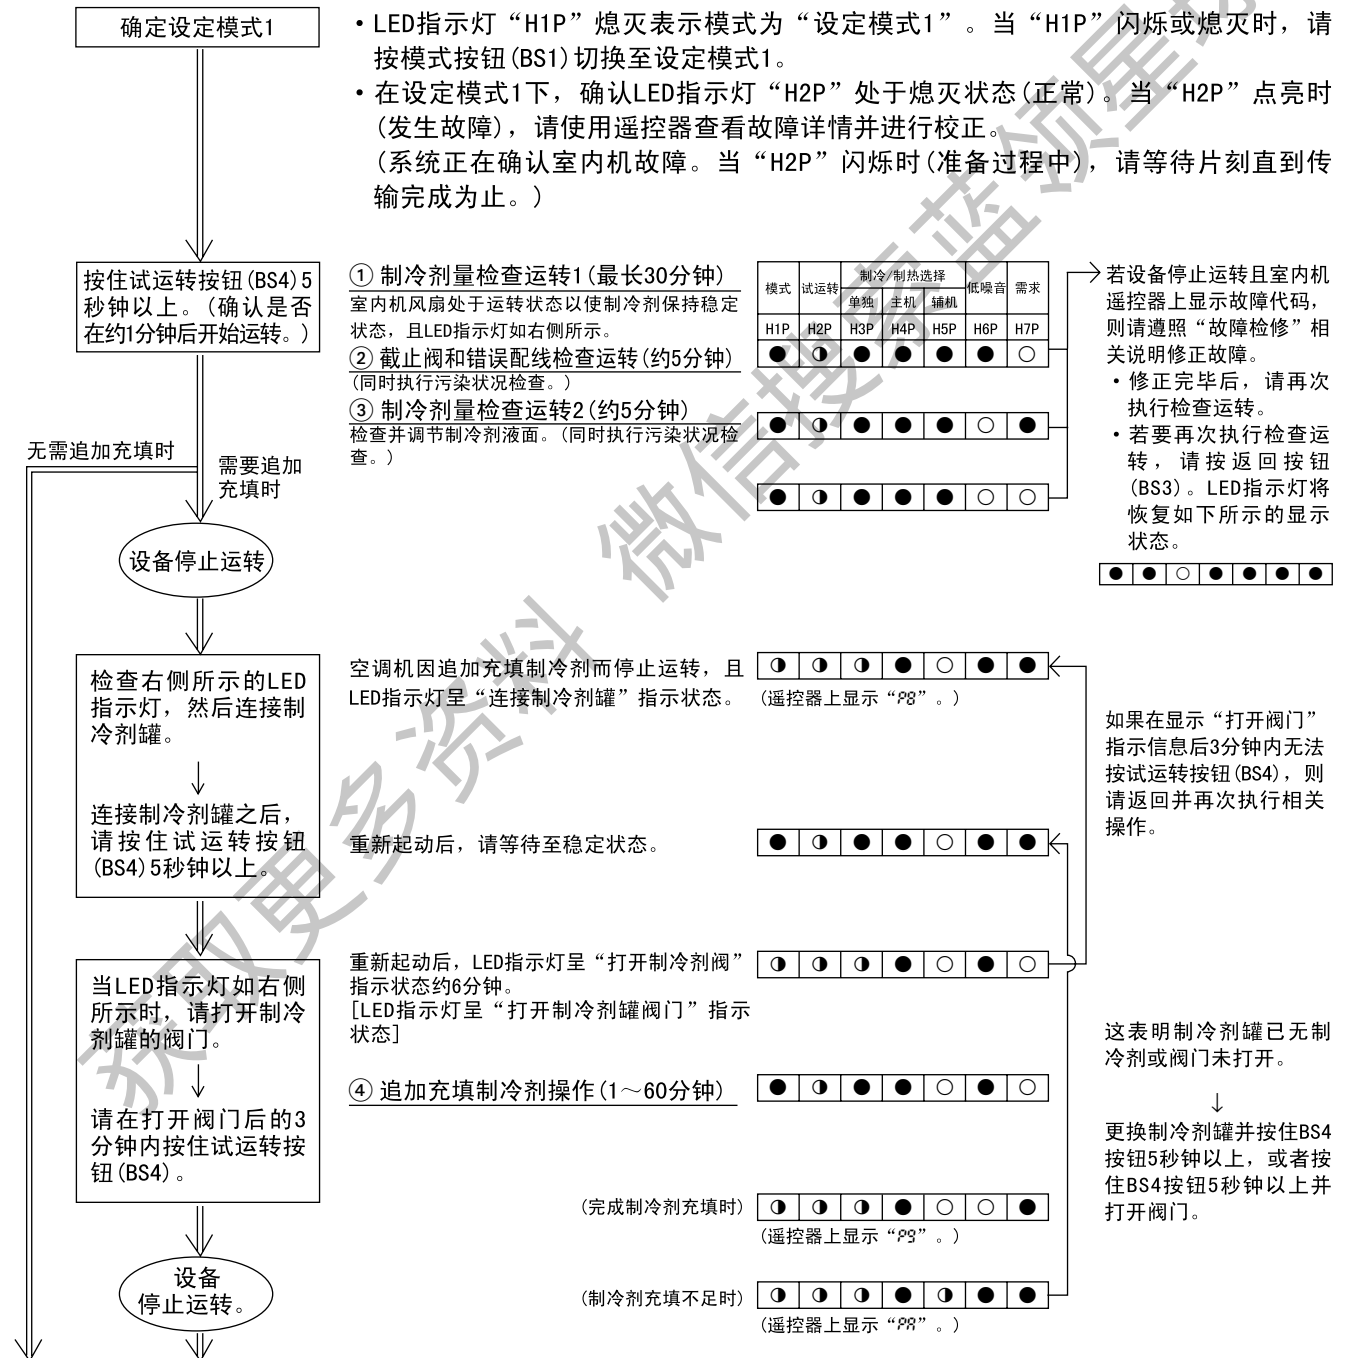 确定设定模式1
•LED指示灯“H1P”熄灭表示模式为“设定模式1”。当“H1P”闪烁或熄灭时，请
按模式按钮(BS1)切换至设定模式1。
•在设定模式1下，确认LED指示灯“H2P”处于熄灭状态(正常)。当“H2P”点亮时
(发生故障)，请使用遥控器查看故障详情并进行校正。
(系统正在确认室内机故障。当“H2P”闪烁时(准备过程中)，请等待片刻直到传
输完成为止。)
按住试运转按钮(BS4)5
秒钟以上。(确认是否
在约1分钟后开始运转。)
① 制冷剂量检查运转1(最长30分钟)
室内机风扇处于运转状态以使制冷剂保持稳定
状态，且LED指示灯如右侧所示。
② 截止阀和错误配线检查运转(约5分钟)
(同时执行污染状况检查。)
③ 制冷剂量检查运转2(约5分钟)
检查并调节制冷剂液面。(同时执行污染状况检
查。)
模式 试运转 制冷/制热选择 低噪音 需求
单独 主机 辅机
H1P H2P H3P H4P H5P H6P H7P
● ◑ ● ● ● ● ○
● ◑ ● ● ● ○ ●
● ◑ ● ● ● ○ ○
若设备停止运转且室内机
遥控器上显示故障代码，
则请遵照“故障检修”相
关说明修正故障。
•修正完毕后，请再次
执行检查运转。
•若要再次执行检查运
转，请按返回按钮
(BS3)。LED指示灯将
恢复如下所示的显示
状态。
● ● ○ ● ● ● ●
无需追加充填时
需要追加
充填时
设备停止运转
检查右侧所示的LED
指示灯，然后连接制
冷剂罐。
↓
连接制冷剂罐之后，
请按住试运转按钮
(BS4)5秒钟以上。
空调机因追加充填制冷剂而停止运转，且
LED指示灯呈“连接制冷剂罐”指示状态。
◑ ◑ ◑ ● ○ ● ●
(遥控器上显示“P8”。)
重新起动后，请等待至稳定状态。
● ◑ ● ● ○ ● ●
如果在显示“打开阀门”
指示信息后3分钟内无法
按试运转按钮(BS4)，则
请返回并再次执行相关
操作。
当LED指示灯如右侧
所示时，请打开制冷
剂罐的阀门。
↓
请在打开阀门后的3
分钟内按住试运转按
钮(BS4)。
重新起动后，LED指示灯呈“打开制冷剂阀”
指示状态约6分钟。
[LED指示灯呈“打开制冷剂罐阀门”指示
状态]
◑ ◑ ◑ ● ○ ● ○
④ 追加充填制冷剂操作(1～60分钟)
● ◑ ● ● ○ ● ○
这表明制冷剂罐已无制
冷剂或阀门未打开。
↓
更换制冷剂罐并按住BS4
按钮5秒钟以上，或者按
住BS4按钮5秒钟以上并
打开阀门。
(完成制冷剂充填时)
◑ ◑ ◑ ● ○ ○ ●
(遥控器上显示“P9”。)
设备
停止运转。
(制冷剂充填不足时)
◑ ◑ ◑ ● ◑ ● ●
(遥控器上显示“PA”。)
获取更多资料 微信搜索蓝领星球